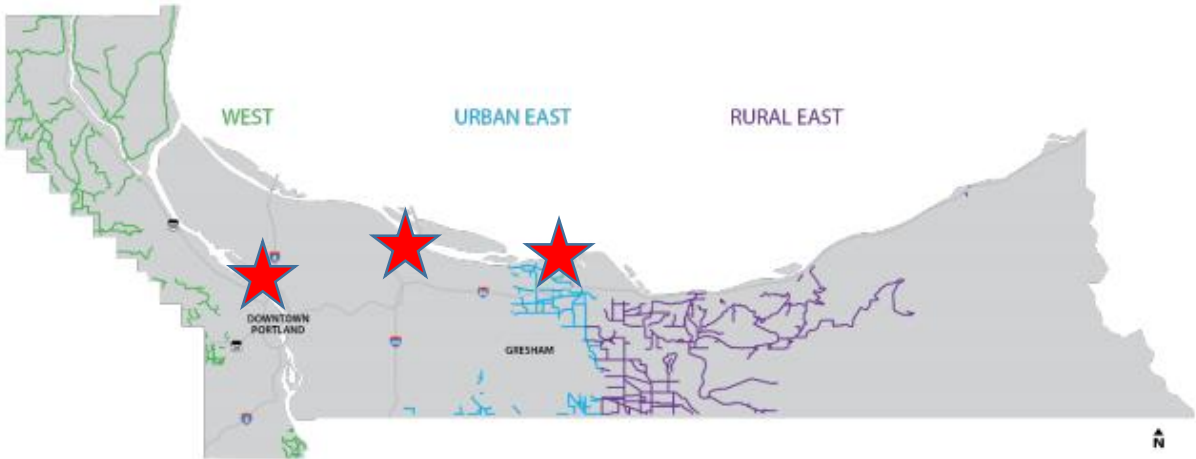 WEST
URBAN EAST
RURAL EAST
DOWNTOWN
PORTLAND
GRESHAM
N